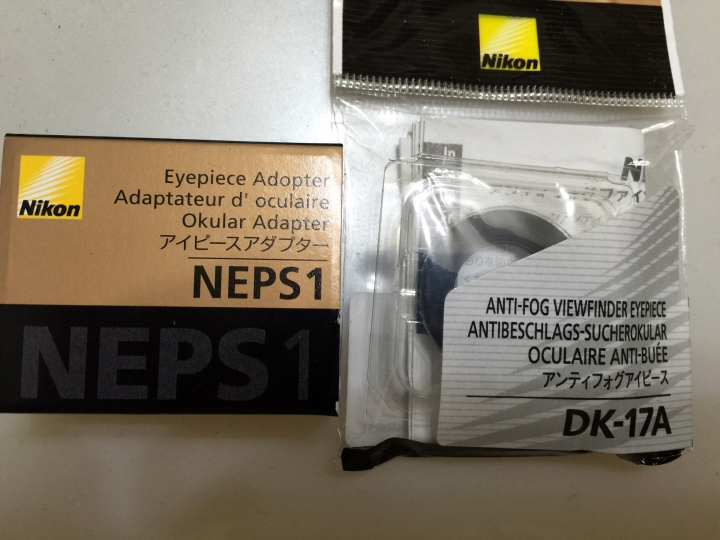 Nikon
Eyepiece Adopter
Adaptateur d' oculaire
Okular Adapter
アイピースアダプター
NEPS1
NEPS1
Nikon
ANTI-FOG VIEWFINDER EYEPIECE
ANTIBESCHLAGS-SUCHEROKULAR
OCULAIRE ANTI-BUÉE
アンティフォグアイピース
DK-17A